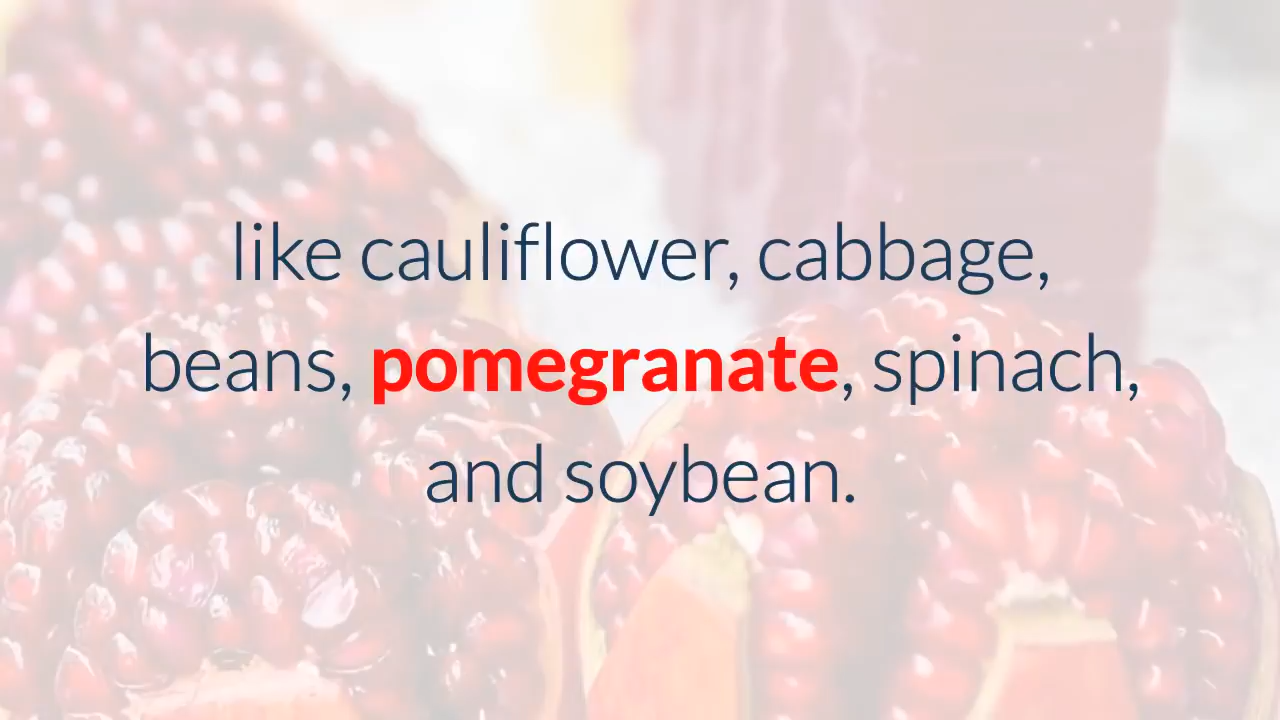 like cauliflower, cabbage,
beans, pomegranate, spinach,
and soybean.